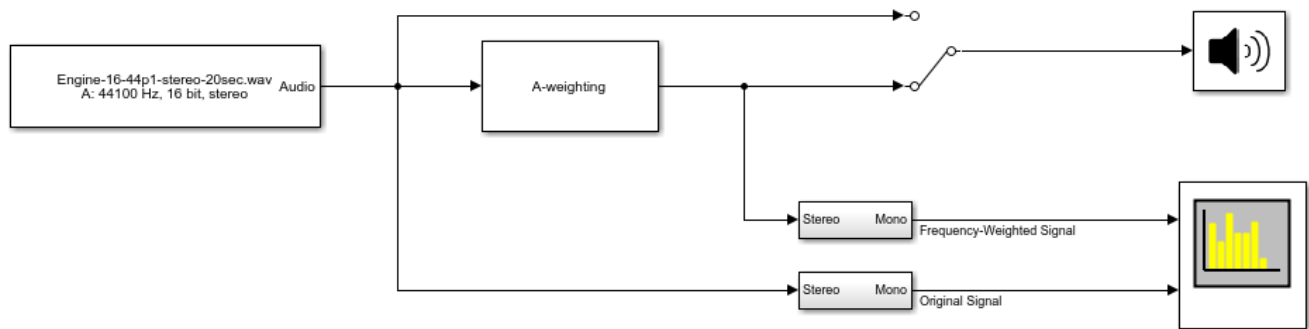 Engine-16-44p1-stereo-20sec.wav
A: 44100 Hz, 16 bit, stereo
Audio
A-weighting
Stereo Mono
Frequency-Weighted Signal
Stereo Mono
Original Signal